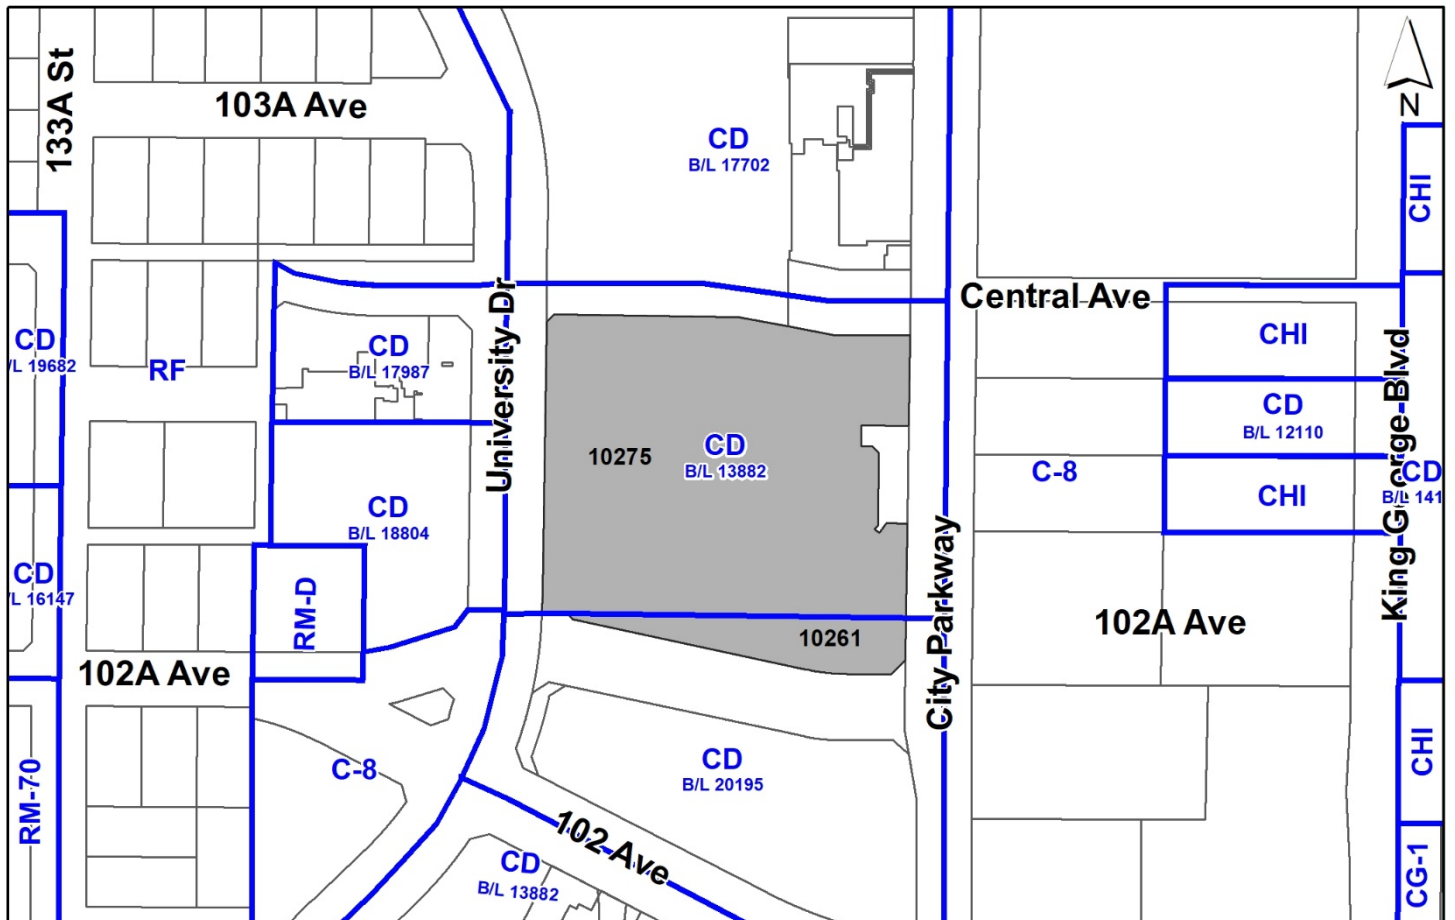 133A St
103A Ave
N
CD
B/L 17702
CHI
University Dr
Central Ave
CD
/L 19682
RF
CD
B/L 17987
CHI
King George Blvd
CD
B/L 12110
10275
CD
B/L 13882
C-8
CHI
CD
B/L 141
CD
B/L 18804
CD
/L 16147
RM-D
City Parkway
102A Ave
10261
102A Ave
RM-70
C-8
CD
B/L 20195
CHI
102 Ave
CD
B/L 13882
CG-1